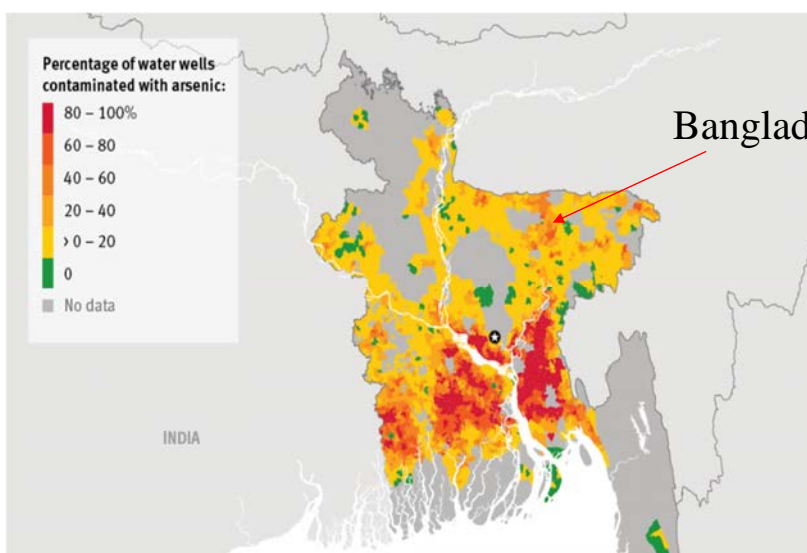 Percentage of water wells
contaminated with arsenic:
80 – 100%
60 – 80
40 – 60
20 – 40
> 0 – 20
0
No data
Banglad
INDIA